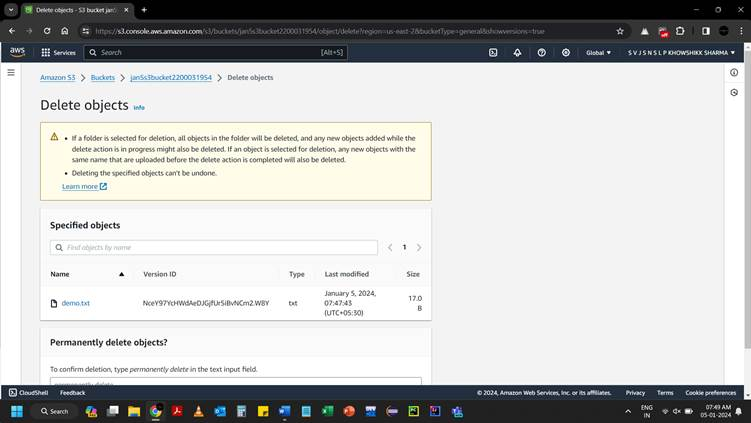 Delete objects - S3 bucket jan5s
https://s3.console.aws.amazon.com/s3/buckets/jan5s3bucket2200031954/object/delete?region=us-east-2&bucketType=general&showversions=true
aws
Services
Search
[Alt+S]
Global
S V J S N S L P KHOWSHIKK SHARMA
Amazon S3
Buckets
jan5s3bucket2200031954
Delete objects
Delete objects
Info
If a folder is selected for deletion, all objects in the folder will be deleted, and any new objects added while the
delete action is in progress might also be deleted. If an object is selected for deletion, any new objects with the
same name that are uploaded before the delete action is completed will also be deleted.
Deleting the specified objects can't be undone.
Learn more
Specified objects
Find objects by name
1
Name
Version ID
Type
Last modified
Size
demo.txt
NceY97YcHWdAeDJGjfUr5iBvNCm2.W8Y
txt
January 5, 2024,
07:47:43
(UTC+05:30)
17.0
B
Permanently delete objects?
To confirm deletion, type permanently delete in the text input field.
permanently delete
CloudShell
Feedback
© 2024, Amazon Web Services, Inc. or its affiliates.
Privacy
Terms
Cookie preferences
Search
ENG
IN
07:49 AM
05-01-2024